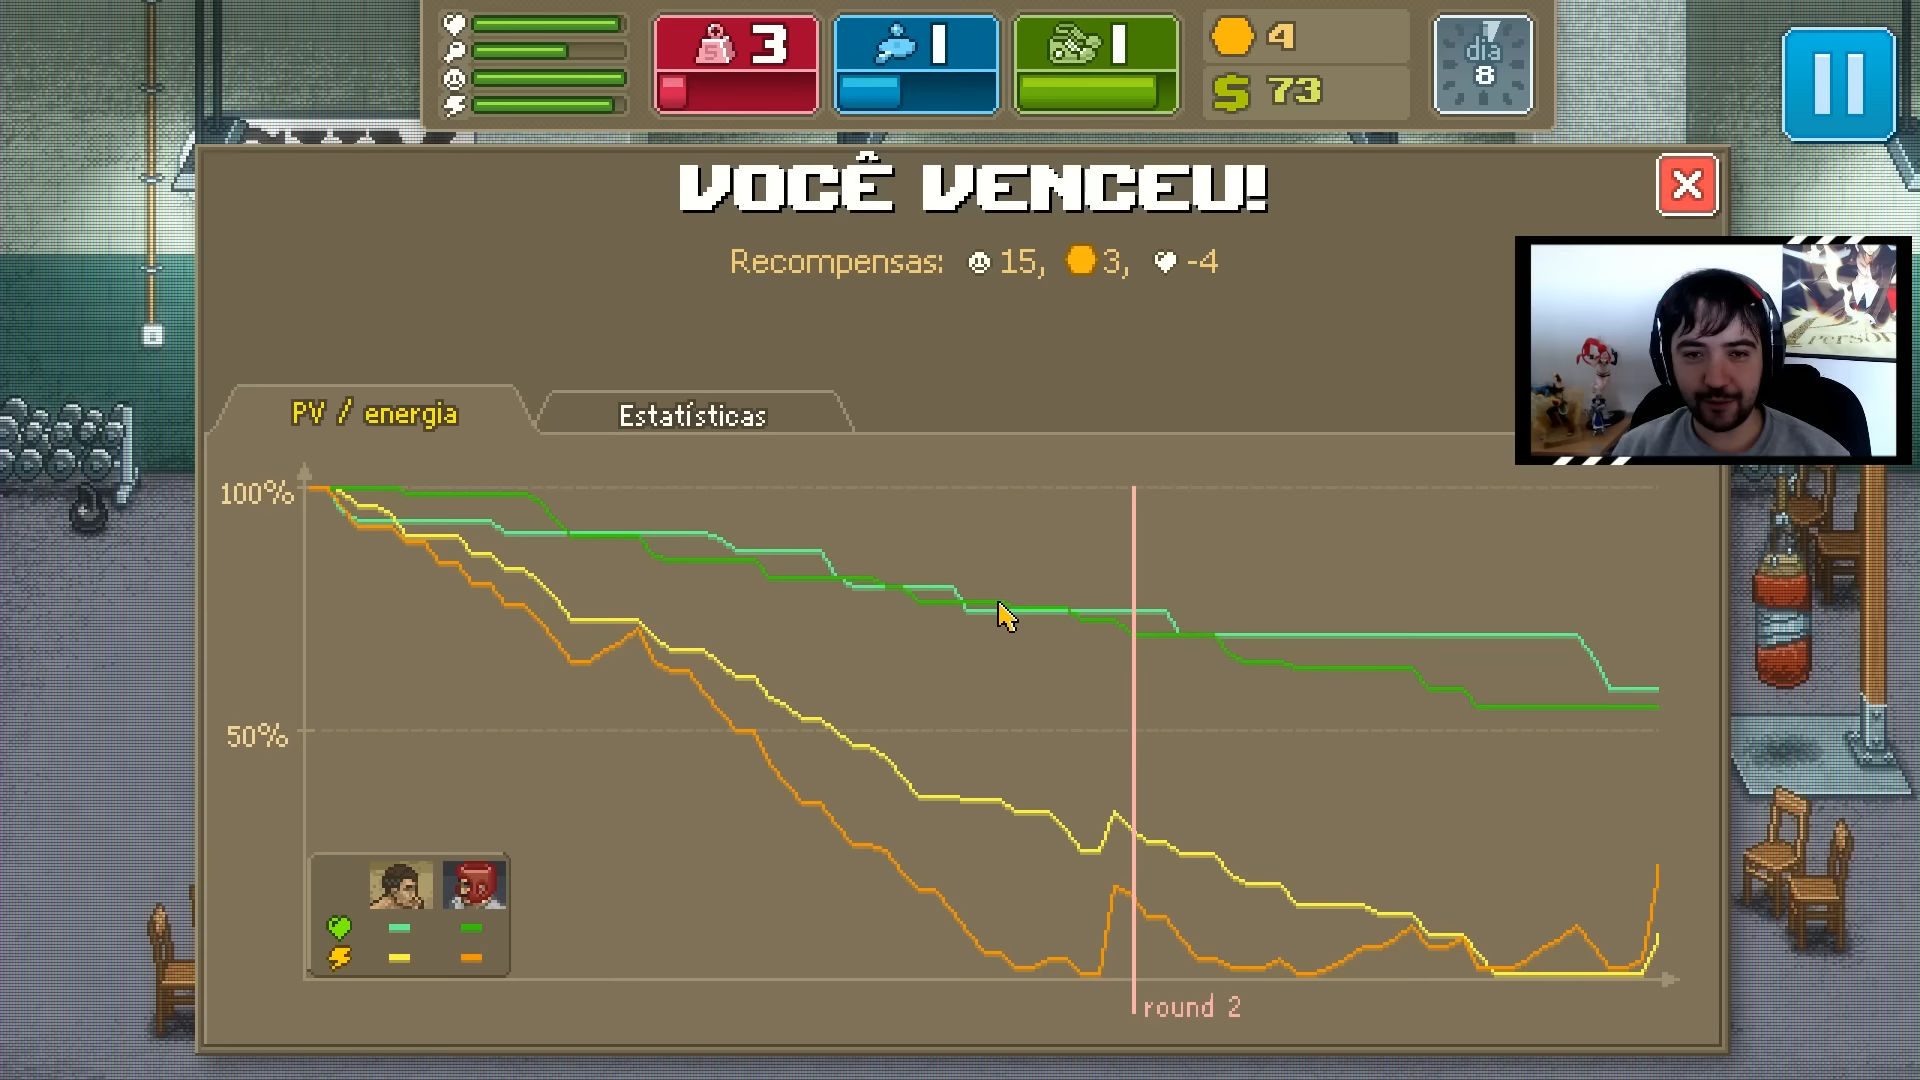 3
1
1
4
$ 73
dia
8
VOCÊ VENCEU!
Recompensas: 15, 3, -4
PV / energia
Estatísticas
100%
50%
round 2